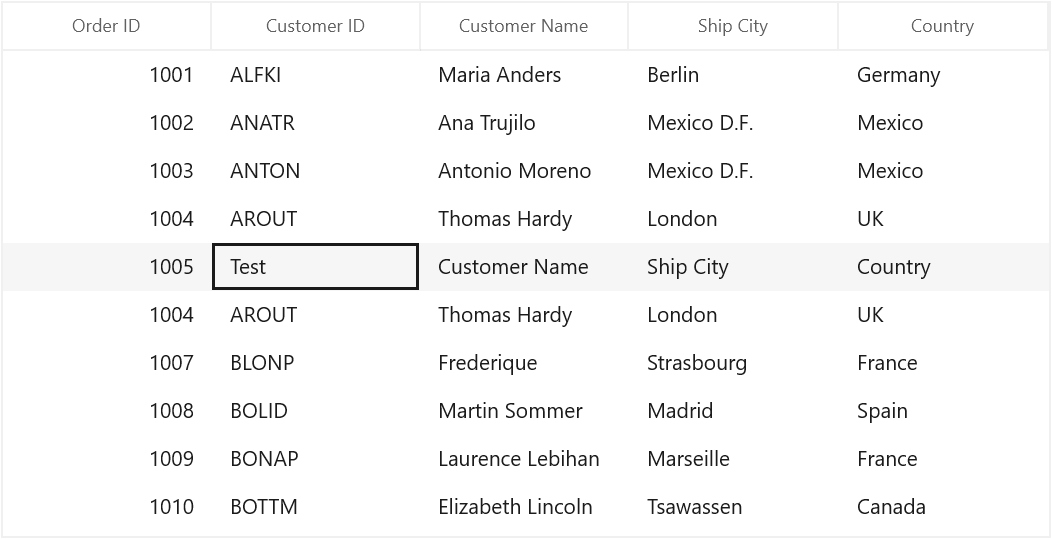 Order ID Customer ID Customer Name Ship City Country
1001 ALFKI Maria Anders Berlin Germany
1002 ANATR Ana Trujilo Mexico D.F. Mexico
1003 ANTON Antonio Moreno Mexico D.F. Mexico
1004 AROUT Thomas Hardy London UK
1005 Test Customer Name Ship City Country
1004 AROUT Thomas Hardy London UK
1007 BLONP Frederique Strasbourg France
1008 BOLID Martin Sommer Madrid Spain
1009 BONAP Laurence Lebihan Marseille France
1010 BOTTM Elizabeth Lincoln Tsawassen Canada